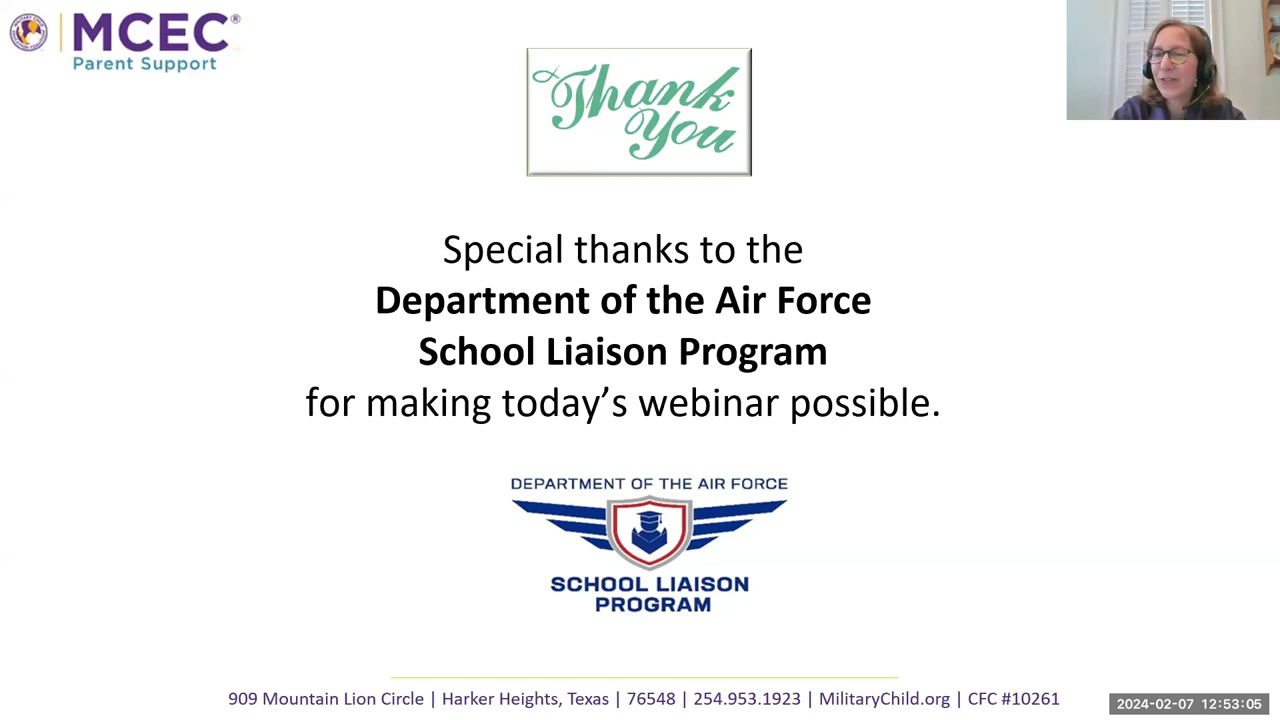 MCEC®
Parent Support
Thank
You
Special thanks to the
Department of the Air Force
School Liaison Program
for making today’s webinar possible.
DEPARTMENT OF THE AIR FORCE
SCHOOL LIAISON
PROGRAM
909 Mountain Lion Circle | Harker Heights, Texas | 76548 | 254.953.1923 | MilitaryChild.org | CFC #10261
2024-02-07 12:53:05